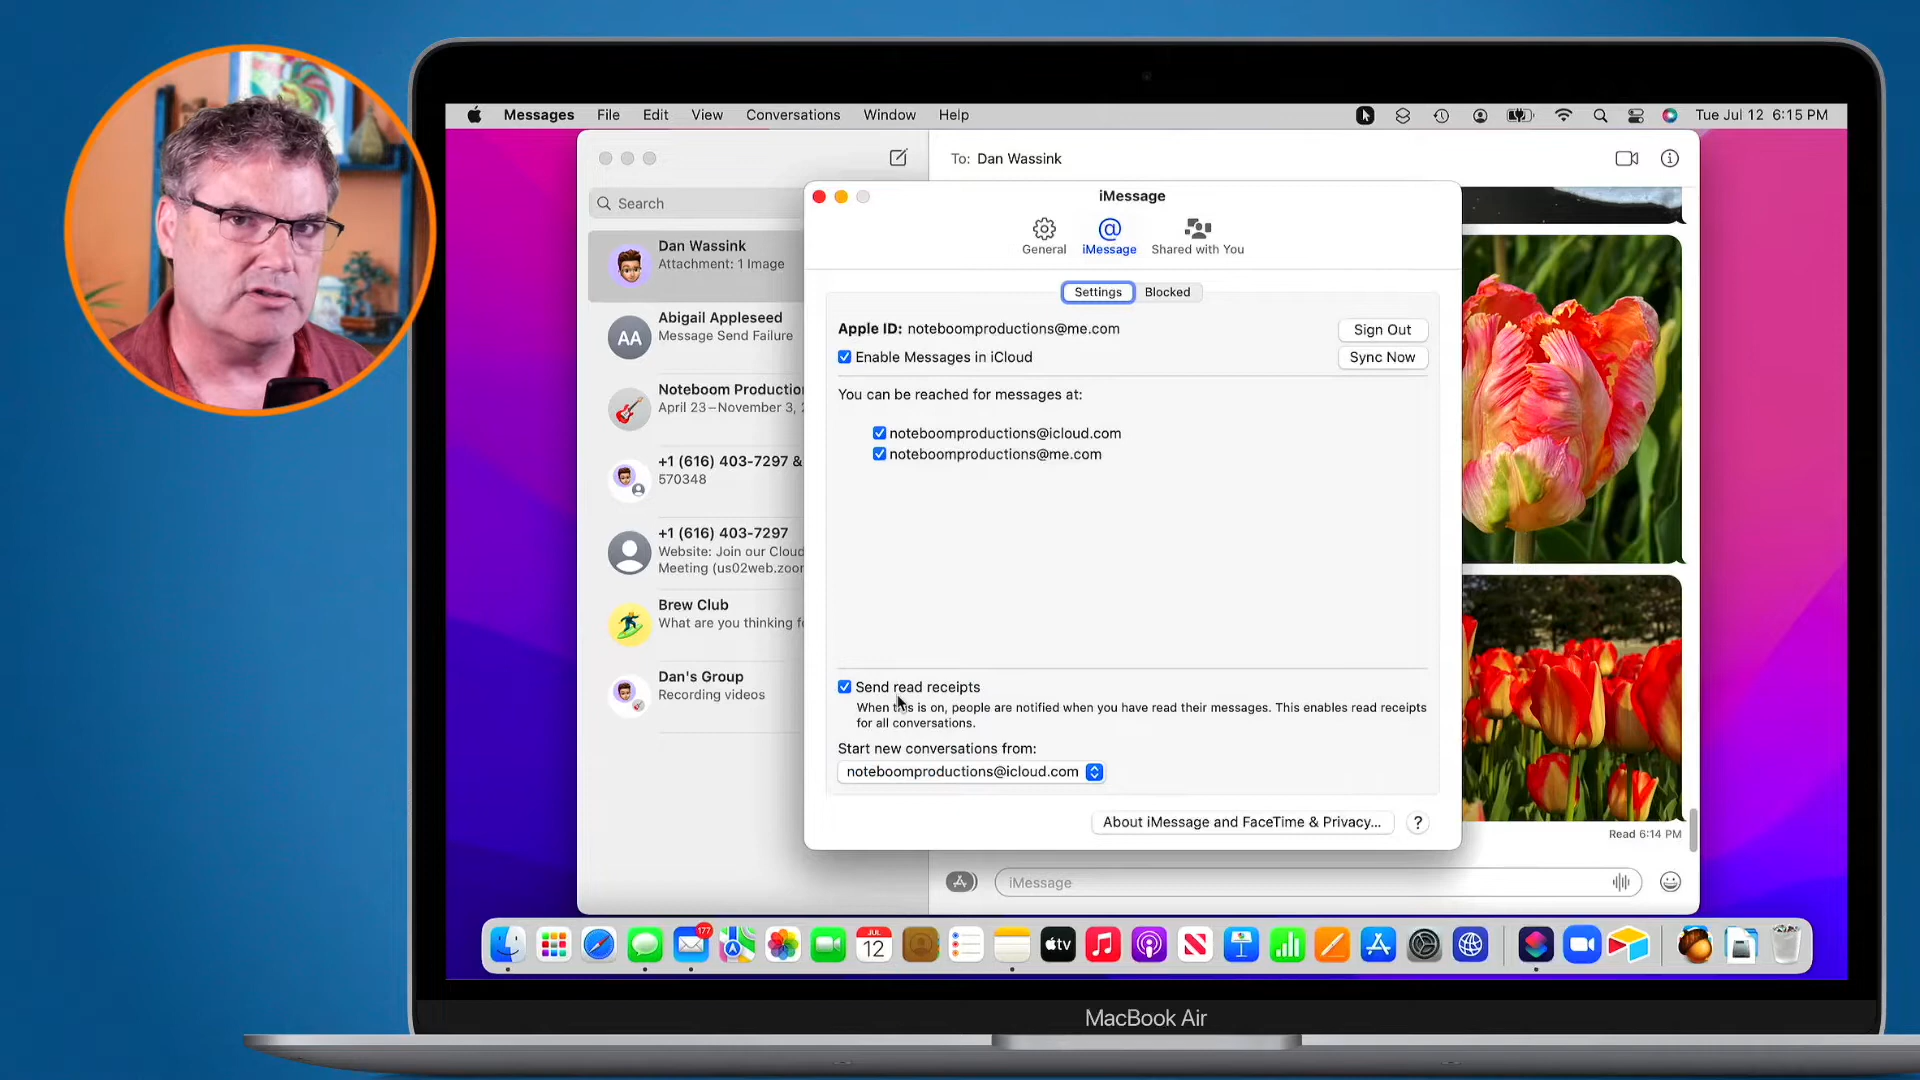 Messages File Edit View Conversations Window Help Tue Jul 12 6:15 PM
Search
Dan Wassink
Attachment: 1 Image
Abigail Appleseed
Message Send Failure
Noteboom Productio
April 23–November 3, 2
+1 (616) 403-7297 &
570348
+1 (616) 403-7297
Website: Join our Cloud
Meeting (us02web.zoor
Brew Club
What are you thinking f
Dan's Group
Recording videos
To: Dan Wassink
iMessage
General iMessage Shared with You
Settings Blocked
Apple ID: noteboomproductions@me.com Sign Out
Enable Messages in iCloud Sync Now
You can be reached for messages at:
noteboomproductions@icloud.com
noteboomproductions@me.com
Send read receipts
When this is on, people are notified when you have read their messages. This enables read receipts
for all conversations.
Start new conversations from:
noteboomproductions@icloud.com
About iMessage and FaceTime & Privacy... ?
Read 6:14 PM
iMessage
177
JUL
12
tv
MacBook Air